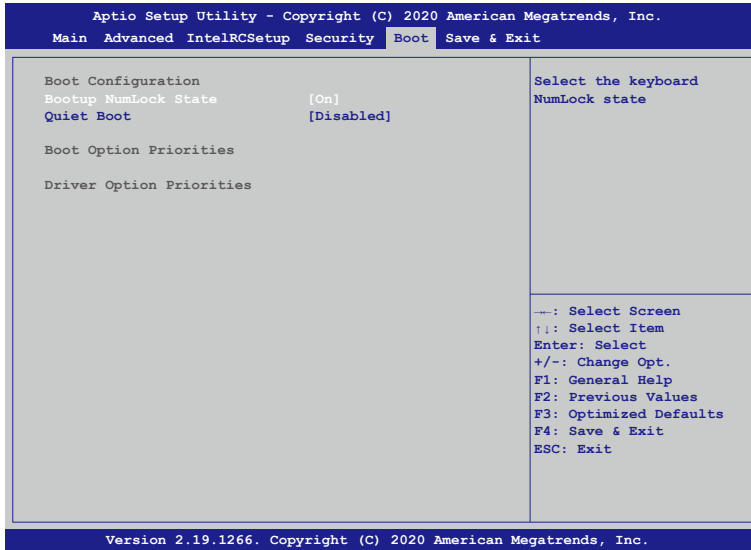 Aptio Setup Utility - Copyright (C) 2020 American Megatrends, Inc.
Main Advanced IntelRCSetup Security Boot Save & Exit
Boot Configuration
Bootup NumLock State [On]
Quiet Boot [Disabled]
Boot Option Priorities
Driver Option Priorities
Select the keyboard
NumLock state
→←: Select Screen
↑↓: Select Item
Enter: Select
+/-: Change Opt.
F1: General Help
F2: Previous Values
F3: Optimized Defaults
F4: Save & Exit
ESC: Exit
Version 2.19.1266. Copyright (C) 2020 American Megatrends, Inc.